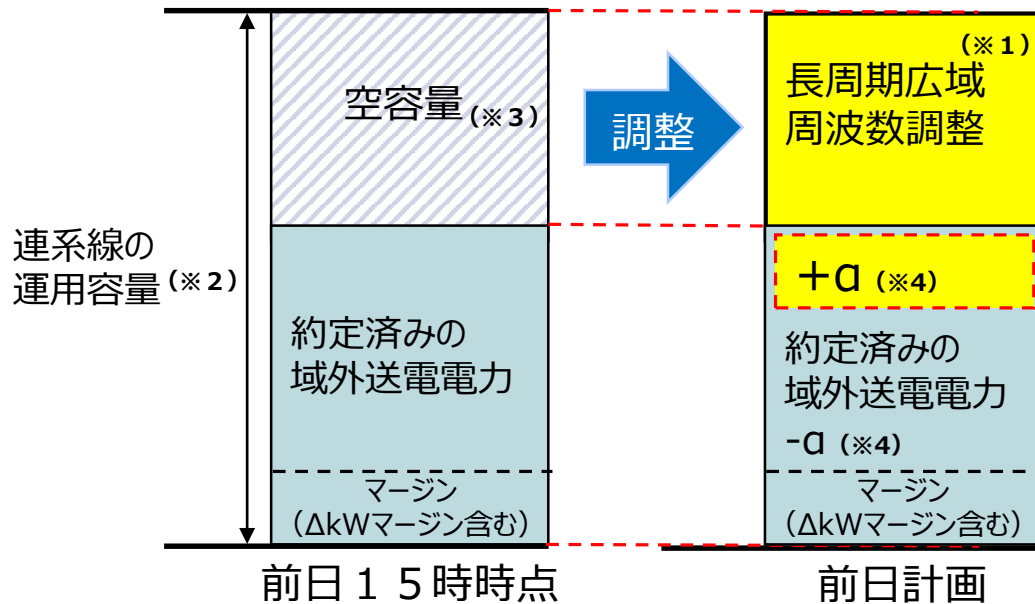 連系線の
運用容量(※2)
空容量(※3)
約定済みの
域外送電電力
マージン
(ΔkWマージン含む)
前日15時時点
調整
(※1)
長周期広域
周波数調整
+α(※4)
約定済みの
域外送電電力
-α(※4)
マージン
(ΔkWマージン含む)
前日計画